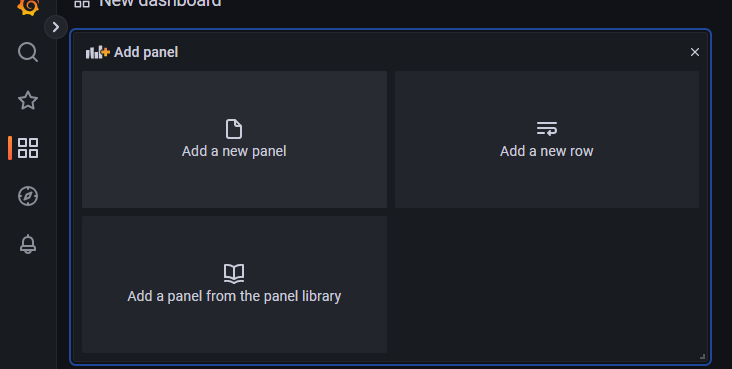 New dashboard
Add panel
Add a new panel
Add a new row
Add a panel from the panel library